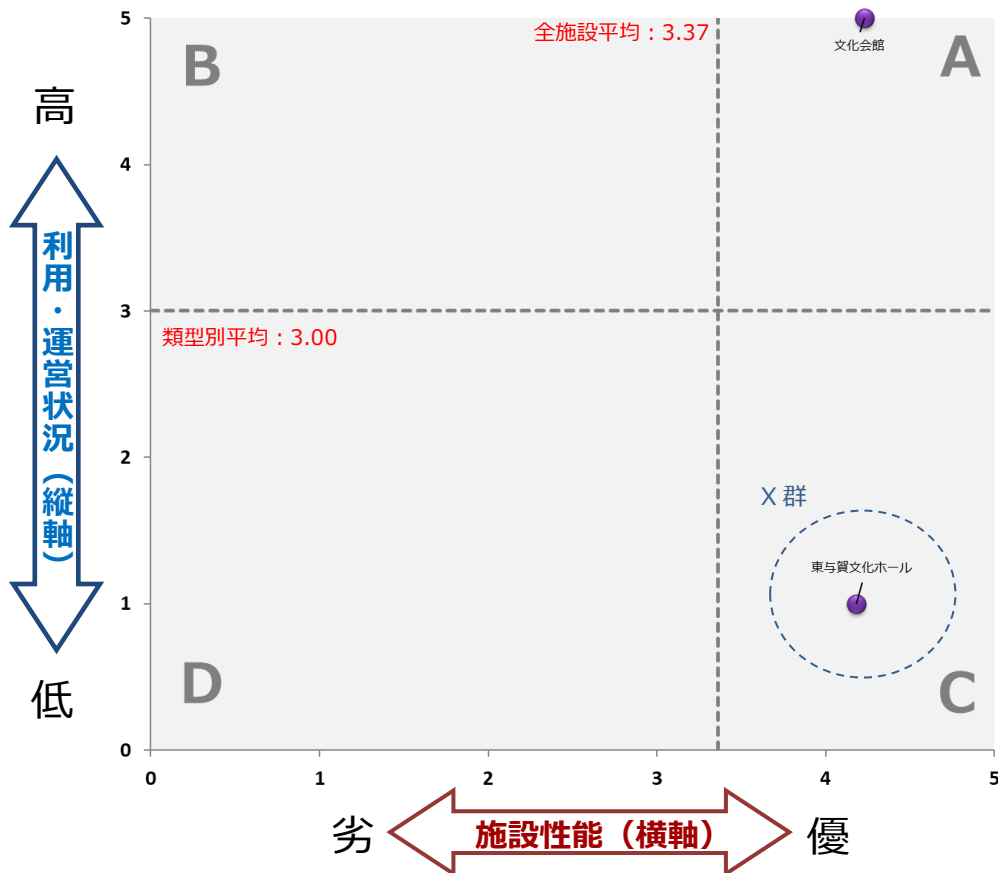 5
全施設平均：3.37
B
A
文化会館
高
4
利用・運営状況（縦軸）
3
類型別平均：3.00
2
X 群
東与賀文化ホール
1
D
C
低
0
0
1
2
3
4
5
劣
施設性能（横軸）
優